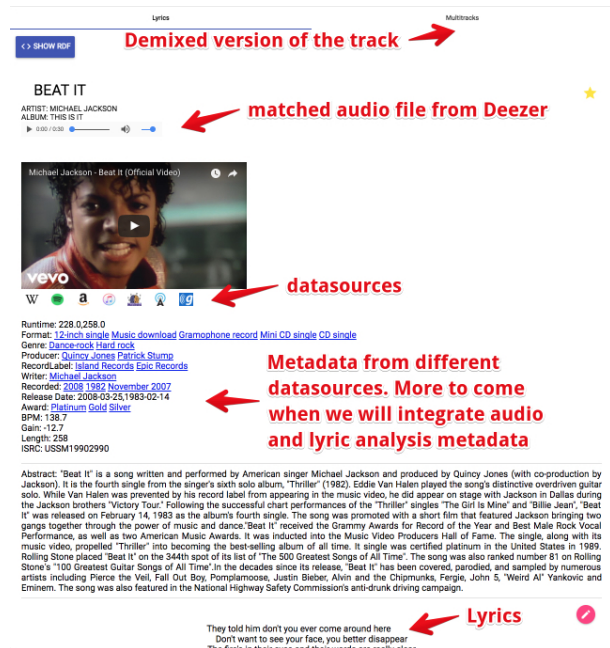 Lyrics
Multitracks
<> SHOW RDF
Demixed version of the track
BEAT IT
ARTIST: MICHAEL JACKSON
ALBUM: THIS IS IT
0:00 / 0:30
matched audio file from Deezer
Michael Jackson - Beat It (Official Video)
vevo
W
a
g
datasources
Runtime: 228.0,258.0
Format: 12-inch single Music download Gramophone record Mini CD single CD single
Genre: Dance-rock Hard rock
Producer: Quincy Jones Patrick Stump
RecordLabel: Island Records Epic Records
Writer: Michael Jackson
Recorded: 2008 1982 November 2007
Release Date: 2008-03-25,1983-02-14
Award: Platinum Gold Silver
BPM: 138.7
Gain: -12.7
Length: 258
ISRC: USSM19902990
Metadata from different
datasources. More to come
when we will integrate audio
and lyric analysis metadata
Abstract: "Beat It" is a song written and performed by American singer Michael Jackson and produced by Quincy Jones (with co-production by
Jackson). It is the fourth single from the singer's sixth solo album, "Thriller" (1982). Eddie Van Halen played the song's distinctive overdriven guitar
solo. While Van Halen was prevented by his record label from appearing in the music video, he did appear on stage with Jackson in Dallas during
the Jackson brothers "Victory Tour." Following the successful chart performances of the "Thriller" singles "The Girl Is Mine" and "Billie Jean", "Beat
It" was released on February 14, 1983 as the album's fourth single. The song was promoted with a short film that featured Jackson bringing two
gangs together through the power of music and dance."Beat It" received the Grammy Awards for Record of the Year and Best Male Rock Vocal
Performance, as well as two American Music Awards. It was inducted into the Music Video Producers Hall of Fame. The single, along with its
music video, propelled "Thriller" into becoming the best-selling album of all time. It single was certified platinum in the United States in 1989.
Rolling Stone placed "Beat It" on the 344th spot of its list of "The 500 Greatest Songs of All Time". The song was also ranked number 81 on Rolling
Stone's "100 Greatest Guitar Songs of All Time".In the decades since its release, "Beat It" has been covered, parodied, and sampled by numerous
artists including Pierce the Veil, Fall Out Boy, Pomplamoose, Justin Bieber, Alvin and the Chipmunks, Fergie, John 5, "Weird Al" Yankovic and
Eminem. The song was also featured in the National Highway Safety Commission's anti-drunk driving campaign.
Lyrics
They told him don't you ever come around here
Don't want to see your face, you better disappear